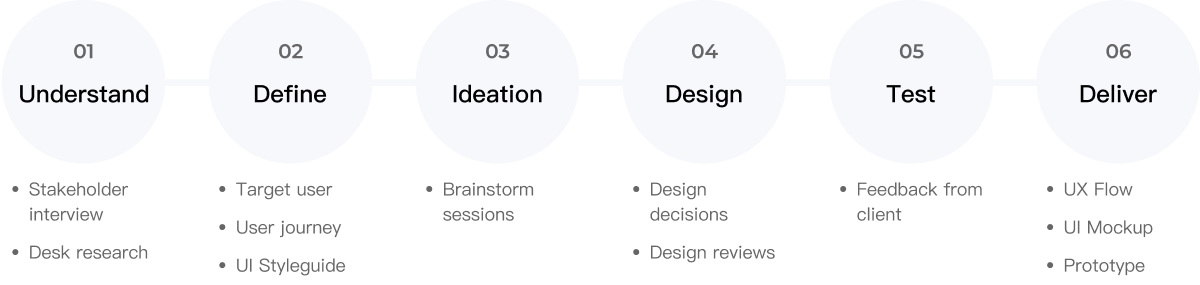 01
Understand
• Stakeholder
interview
• Desk research
02
Define
• Target user
• User journey
• UI Styleguide
03
Ideation
• Brainstorm
sessions
04
Design
• Design
decisions
• Design reviews
05
Test
• Feedback from
client
06
Deliver
• UX Flow
• UI Mockup
• Prototype